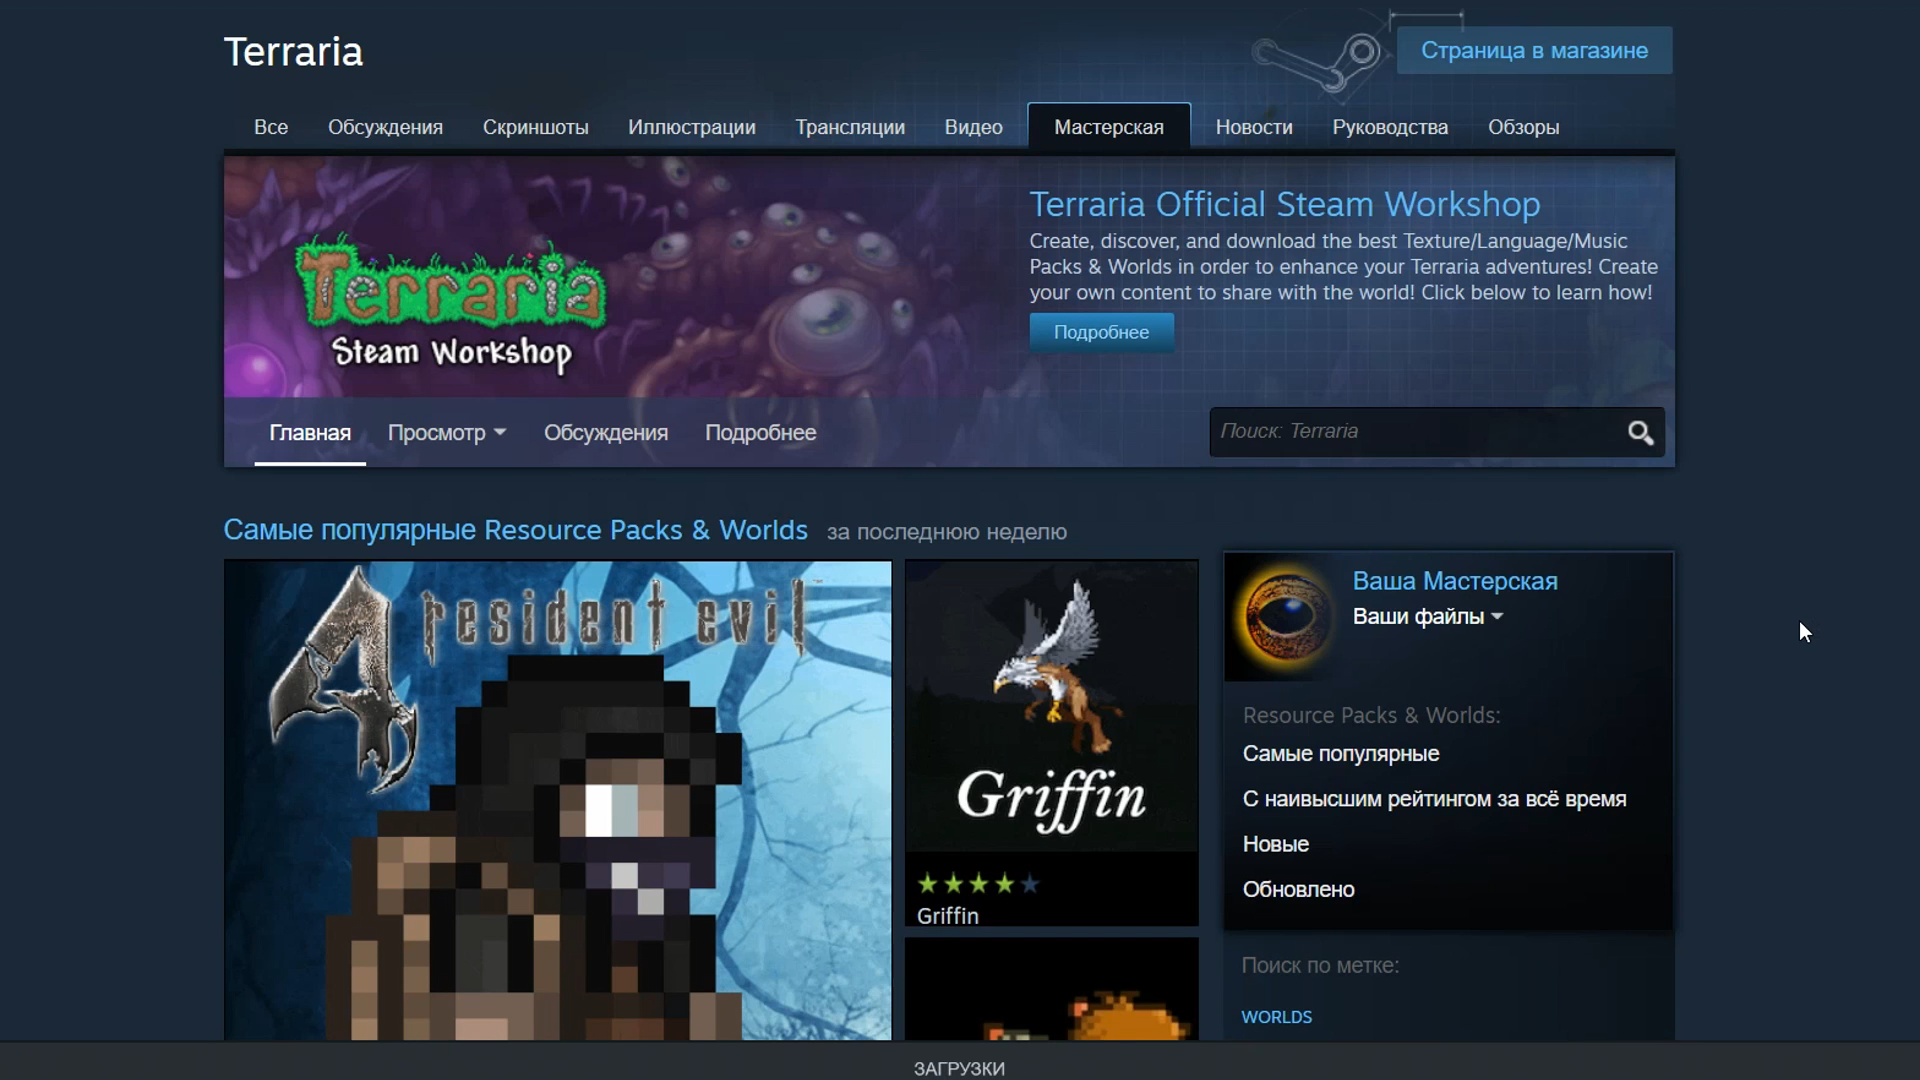 Terraria
Страница в магазине
Все Обсуждения Скриншоты Иллюстрации Трансляции Видео Мастерская Новости Руководства Обзоры
Terraria
Steam Workshop
Terraria Official Steam Workshop
Create, discover, and download the best Texture/Language/Music
Packs & Worlds in order to enhance your Terraria adventures! Create
your own content to share with the world! Click below to learn how!
Подробнее
Главная Просмотр Обсуждения Подробнее
Поиск: Terraria
Самые популярные Resource Packs & Worlds за последнюю неделю
resident evil
4
™
Griffin
Griffin
Ваша Мастерская
Ваши файлы
Resource Packs & Worlds:
Самые популярные
С наивысшим рейтингом за всё время
Новые
Обновлено
Поиск по метке:
WORLDS
ЗАГРУЗКИ